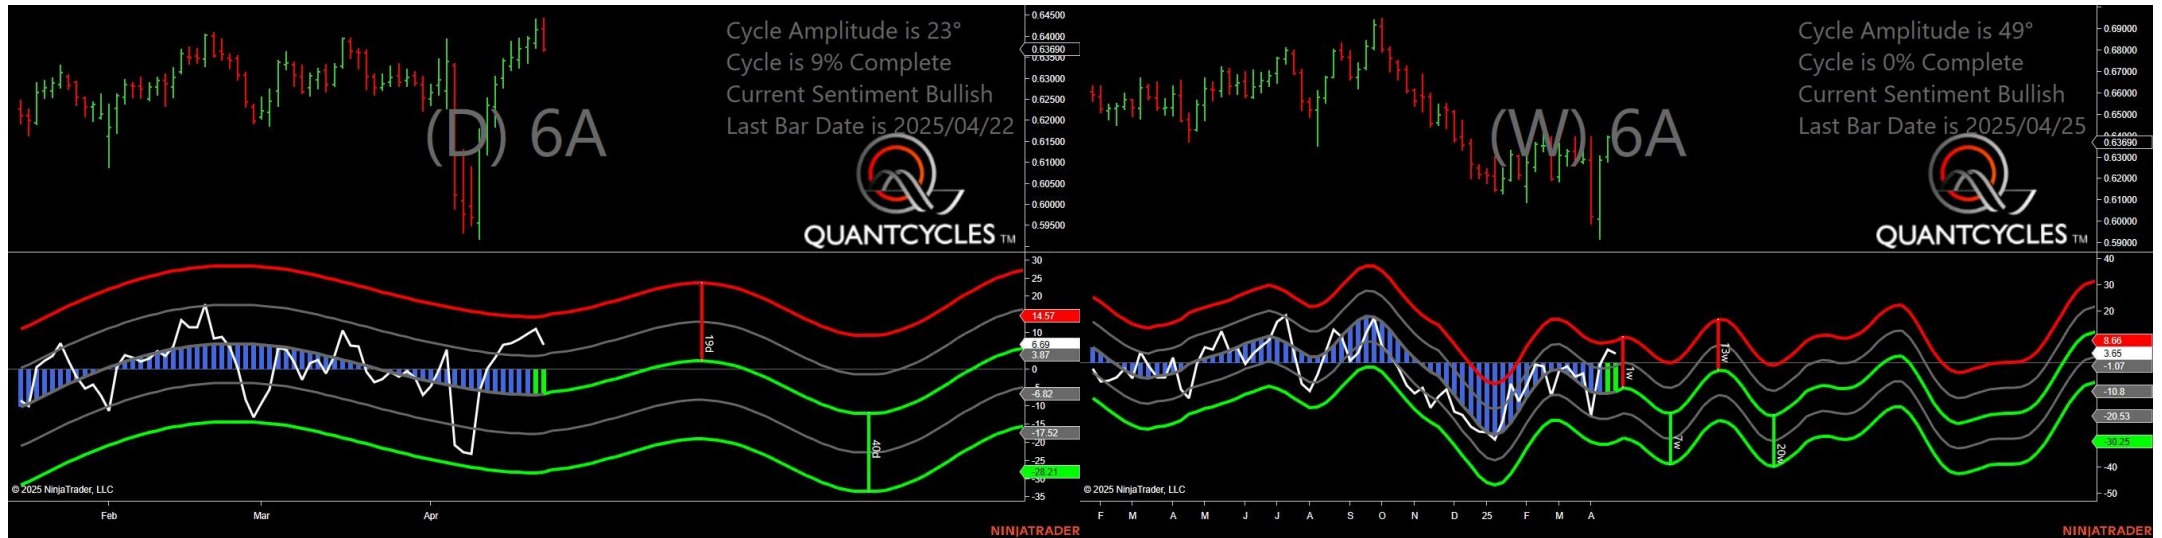 Cycle Amplitude is 23°
Cycle is 9% Complete
Current Sentiment Bullish
Last Bar Date is 2025/04/22
(D) 6A
QUANTCYCLES TM
0.64500
0.64000
0.63690
0.63500
0.63000
0.62500
0.62000
0.61500
0.61000
0.60500
0.60000
0.59500
30
25
20
14.57
10
6.69
3.87
0
-5
-6.82
-10
-15
-17.52
-20
-25
-28.21
-30
-35
19d
40d
© 2025 NinjaTrader, LLC
Feb Mar Apr
NINJATRADER
Cycle Amplitude is 49°
Cycle is 0% Complete
Current Sentiment Bullish
Last Bar Date is 2025/04/25
(W) 6A
QUANTCYCLES TM
0.69000
0.68000
0.67000
0.66000
0.65000
0.64000
0.63690
0.63000
0.62000
0.61000
0.60000
0.59000
40
30
20
8.66
3.65
-1.07
-10.8
-20.53
-30.25
-40
-50
1w
13w
7w
20w
© 2025 NinjaTrader, LLC
F M A M J J A S O N D 25 F M A
NINJATRADER